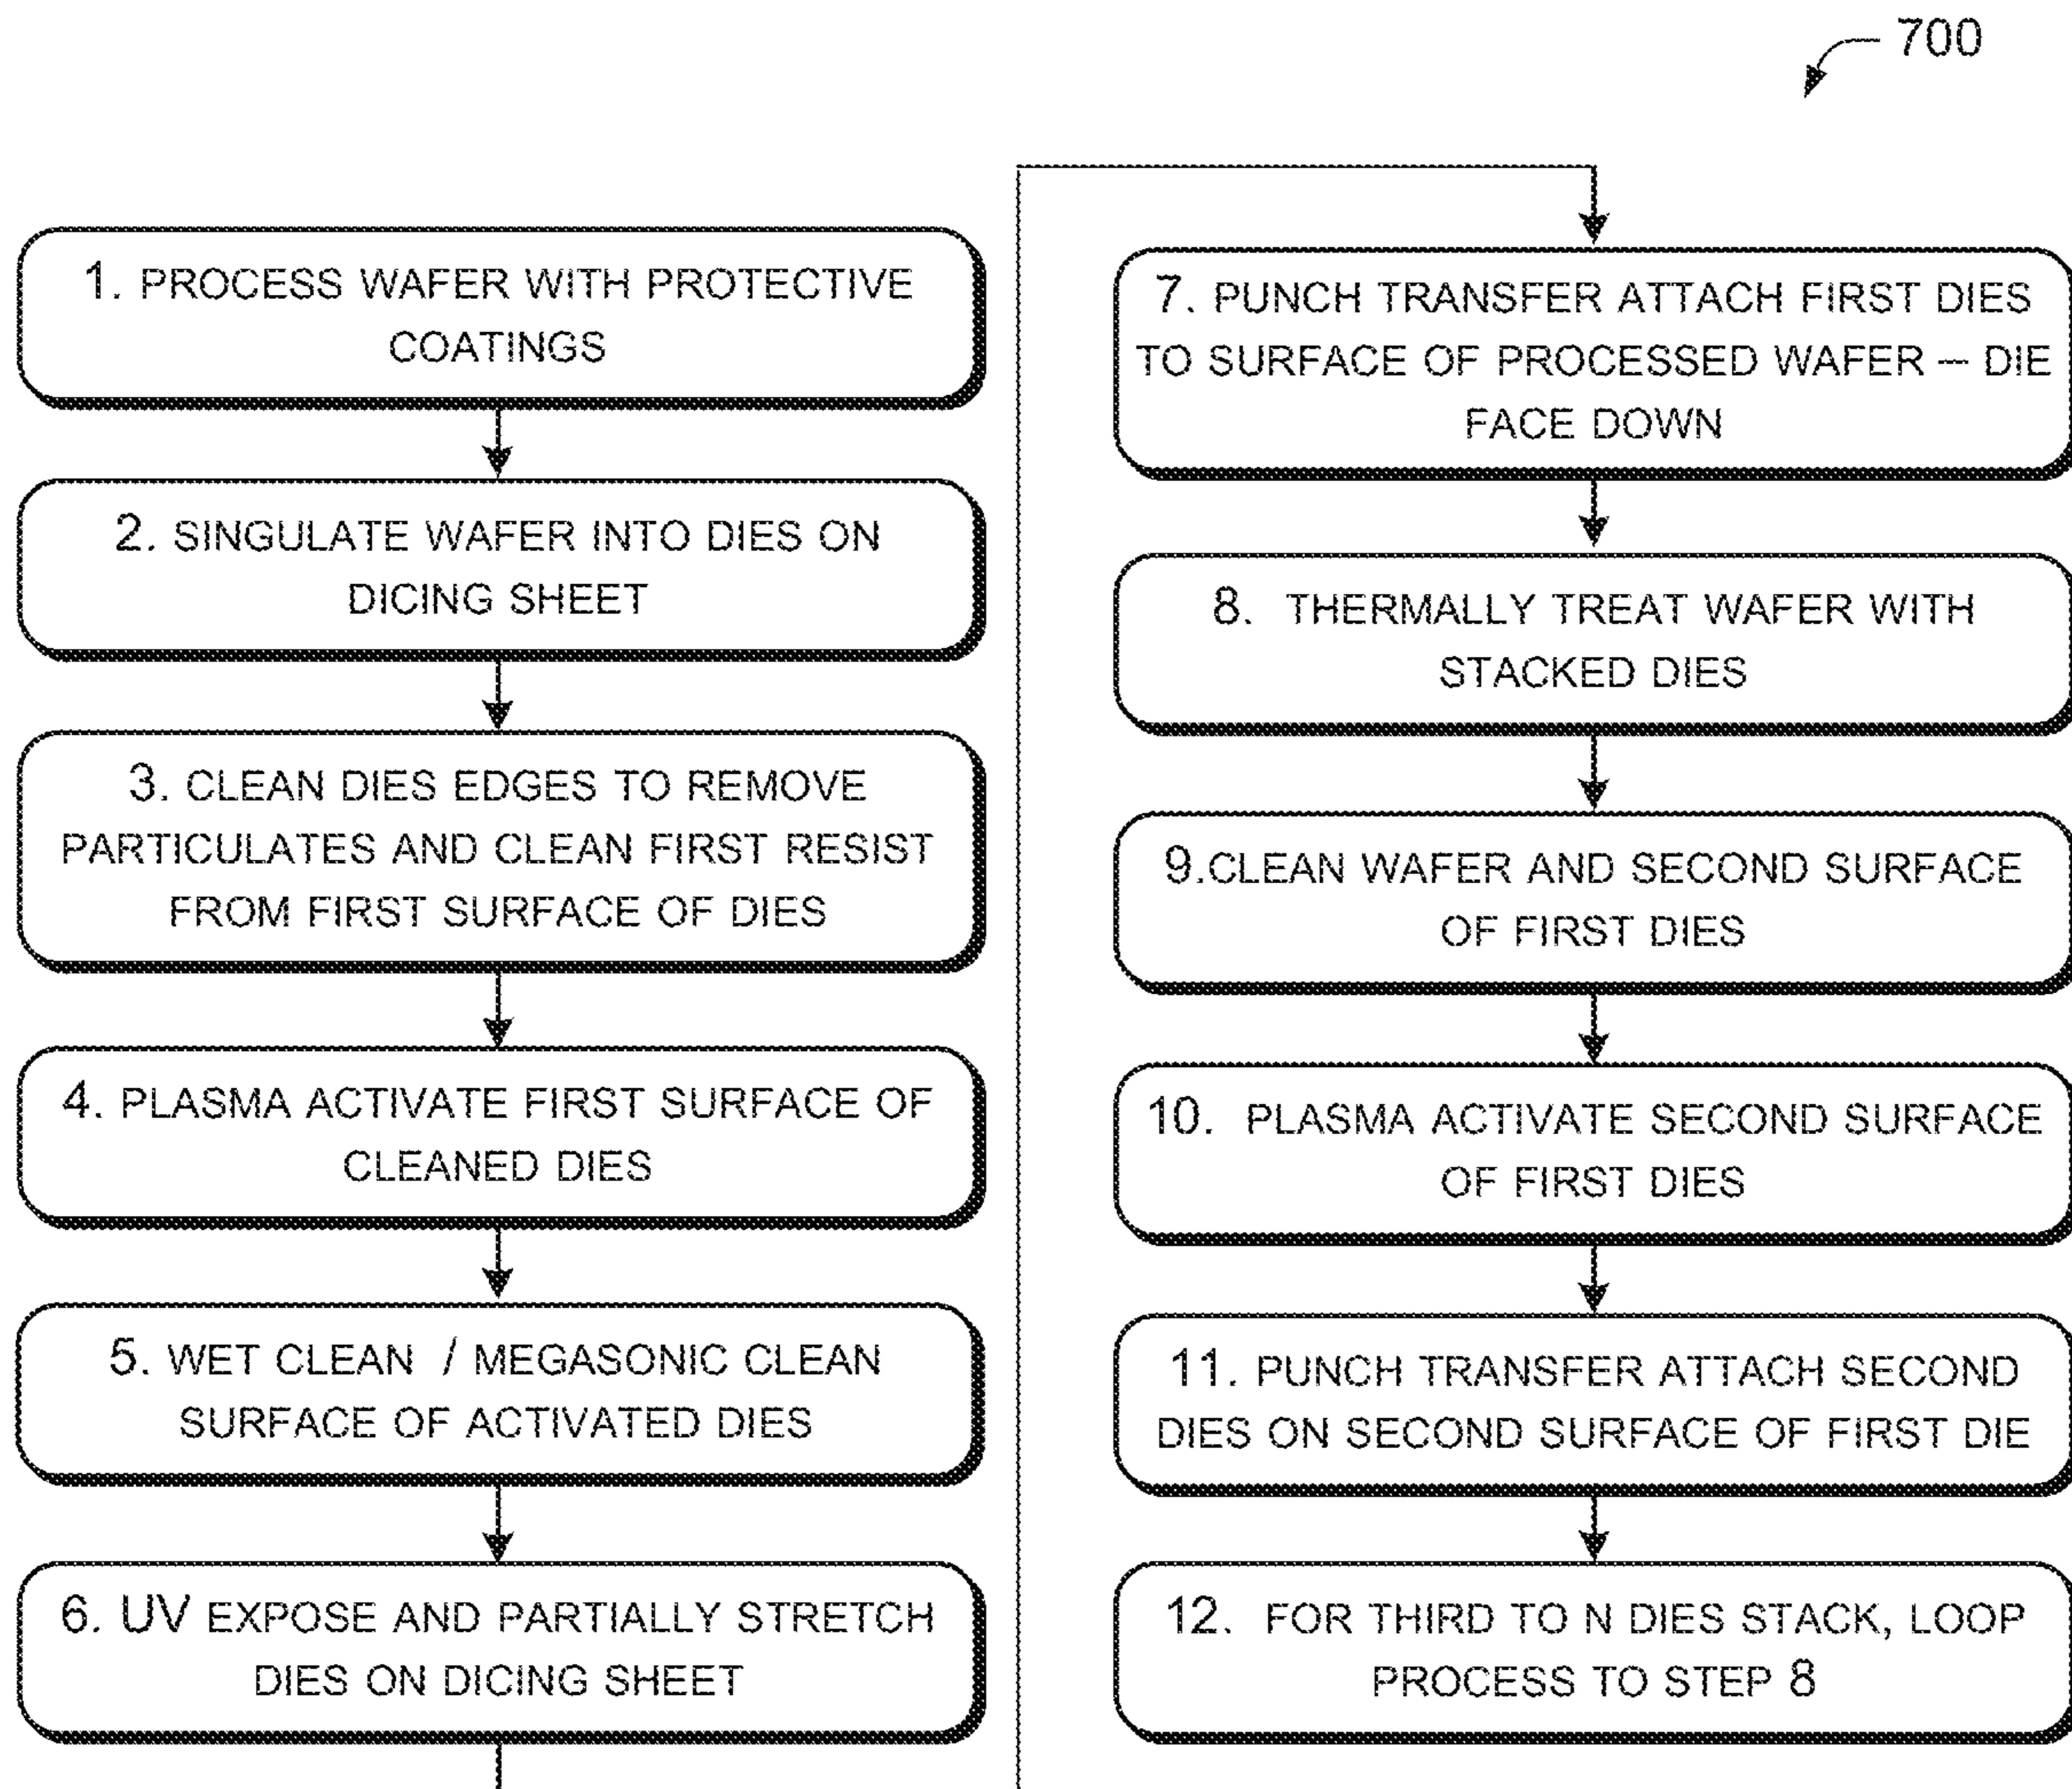 700
1. PROCESS WAFER WITH PROTECTIVE
COATINGS
2. SINGULATE WAFER INTO DIES ON
DICING SHEET
3. CLEAN DIES EDGES TO REMOVE
PARTICULATES AND CLEAN FIRST RESIST
FROM FIRST SURFACE OF DIES
4. PLASMA ACTIVATE FIRST SURFACE OF
CLEANED DIES
5. WET CLEAN / MEGASONIC CLEAN
SURFACE OF ACTIVATED DIES
6. UV EXPOSE AND PARTIALLY STRETCH
DIES ON DICING SHEET
7. PUNCH TRANSFER ATTACH FIRST DIES
TO SURFACE OF PROCESSED WAFER – DIE
FACE DOWN
8. THERMALLY TREAT WAFER WITH
STACKED DIES
9.CLEAN WAFER AND SECOND SURFACE
OF FIRST DIES
10. PLASMA ACTIVATE SECOND SURFACE
OF FIRST DIES
11. PUNCH TRANSFER ATTACH SECOND
DIES ON SECOND SURFACE OF FIRST DIE
12. FOR THIRD TO N DIES STACK, LOOP
PROCESS TO STEP 8